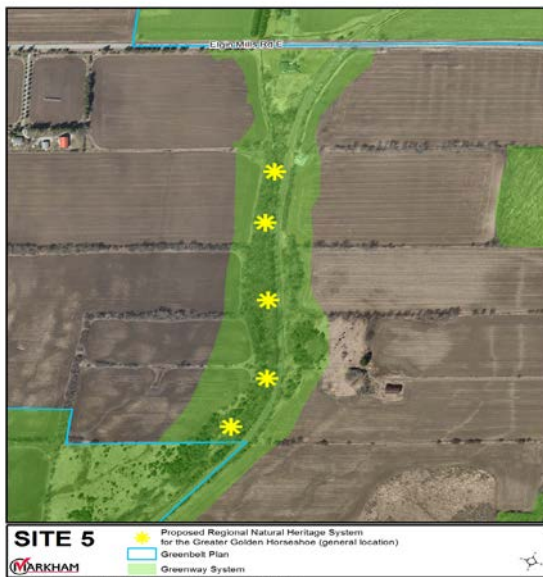 Elgin Mills Rd E
SITE 5
Proposed Regional Natural Heritage System
for the Greater Golden Horseshoe (general location)
Greenbelt Plan
Greenway System
MARKHAM